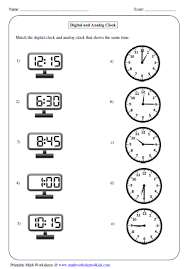 Name: Score:
Digital and Analog Clock
Match the digital clock and analog clock that shows the same time.
1) 12:15 a)
2) 6:30 b)
3) 8:45 c)
4) 1:00 d)
5) 10:15 e)
Printable Math Worksheets @ www.mathworksheets4kids.com